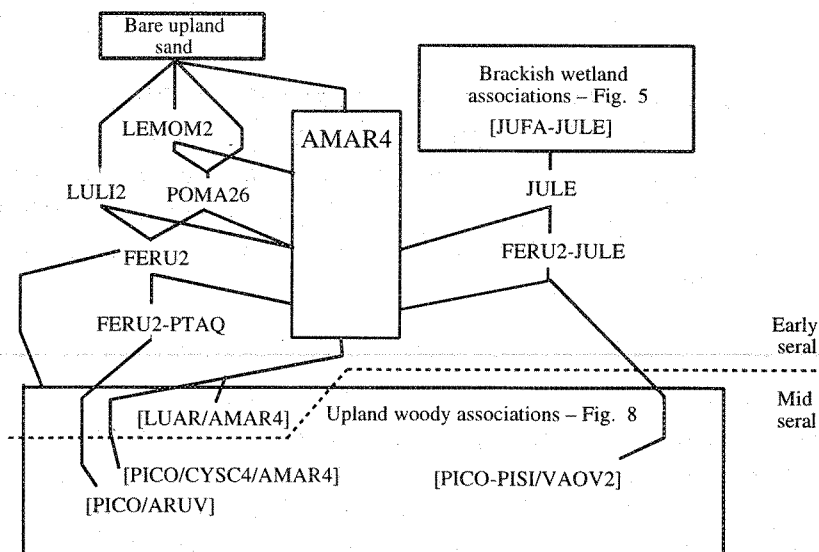 Bare upland
sand
Brackish wetland
associations – Fig. 5
[JUFA-JULE]
LEMOM2
AMAR4
LULI2
POMA26
JULE
FERU2
FERU2-JULE
FERU2-PTAQ
Early
seral
Mid
seral
[LUAR/AMAR4]
Upland woody associations – Fig. 8
[PICO/CYSC4/AMAR4]
[PICO-PISI/VAOV2]
[PICO/ARUV]